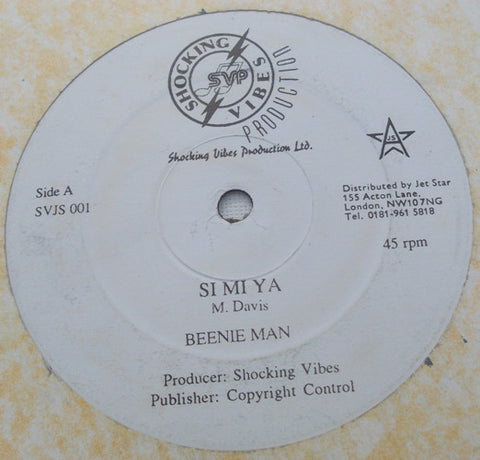 SHOCKING VIBES
SVP
PRODUCTION
Shocking Vibes Production Ltd.
JS
Side A
SVJS 001
Distributed by Jet Star
155 Acton Lane,
London, NW107NG
Tel. 0181-961 5818
45 rpm
SI MI YA
M. Davis
BEENIE MAN
Producer: Shocking Vibes
Publisher: Copyright Control